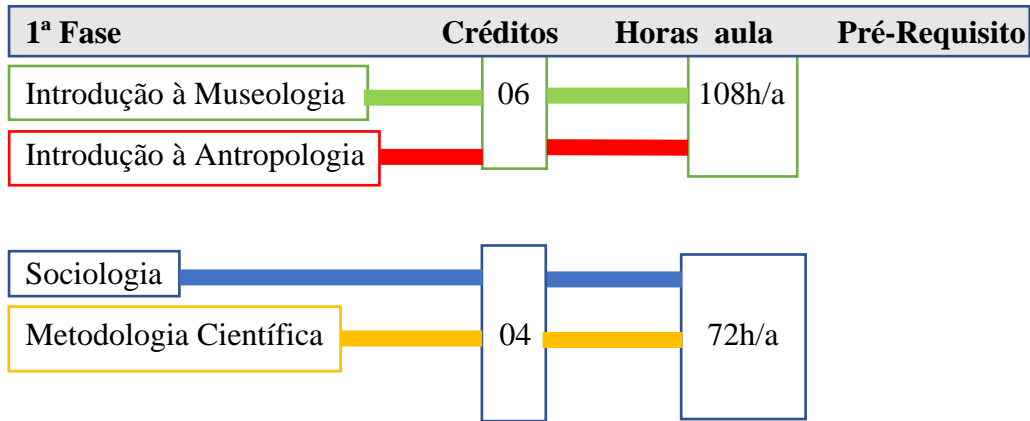 1ª Fase Créditos Horas aula Pré-Requisito
Introdução à Museologia 06 108h/a
Introdução à Antropologia
Sociologia
Metodologia Científica 04 72h/a